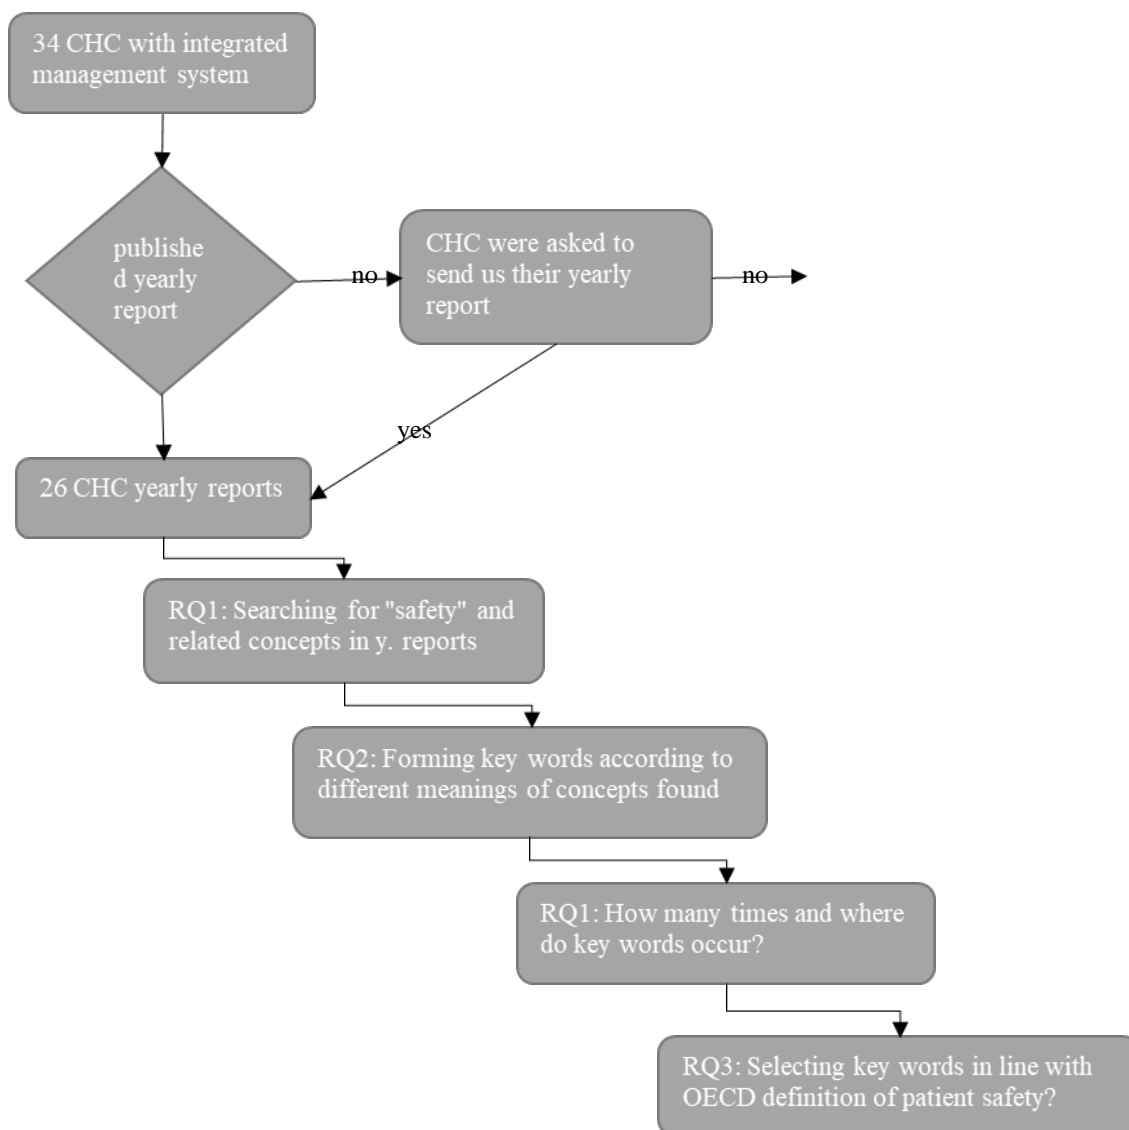 34 CHC with integrated
management system
publishe
d yearly
report
no
CHC were asked to
send us their yearly
report
no
yes
26 CHC yearly reports
RQ1: Searching for "safety" and
related concepts in y. reports
RQ2: Forming key words according to
different meanings of concepts found
RQ1: How many times and where
do key words occur?
RQ3: Selecting key words in line with
OECD definition of patient safety?